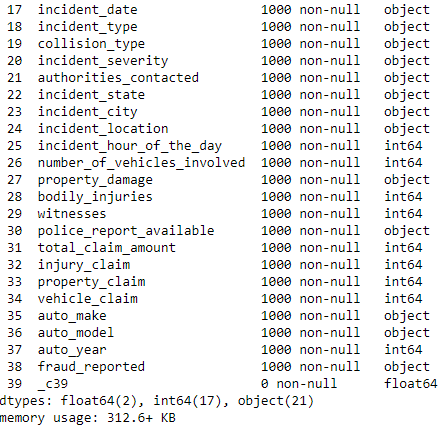 17 incident_date 1000 non-null object
18 incident_type 1000 non-null object
19 collision_type 1000 non-null object
20 incident_severity 1000 non-null object
21 authorities_contacted 1000 non-null object
22 incident_state 1000 non-null object
23 incident_city 1000 non-null object
24 incident_location 1000 non-null object
25 incident_hour_of_the_day 1000 non-null int64
26 number_of_vehicles_involved 1000 non-null int64
27 property_damage 1000 non-null object
28 bodily_injuries 1000 non-null int64
29 witnesses 1000 non-null int64
30 police_report_available 1000 non-null object
31 total_claim_amount 1000 non-null int64
32 injury_claim 1000 non-null int64
33 property_claim 1000 non-null int64
34 vehicle_claim 1000 non-null int64
35 auto_make 1000 non-null object
36 auto_model 1000 non-null object
37 auto_year 1000 non-null int64
38 fraud_reported 1000 non-null object
39 _c39 0 non-null float64
dtypes: float64(2), int64(17), object(21)
memory usage: 312.6+ KB